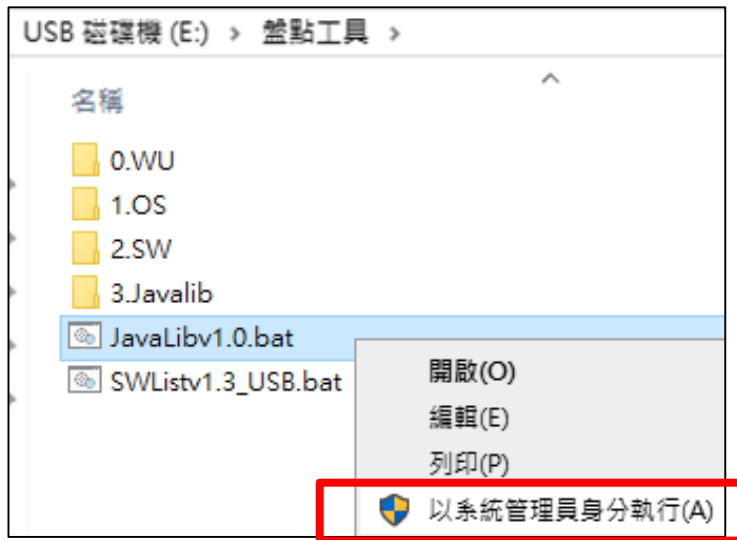 USB 磁碟機 (E:) > 盤點工具 >
名稱
0.WU
1.OS
2.SW
3.Javalib
JavaLibv1.0.bat
SWListv1.3_USB.bat
開啟(O)
編輯(E)
列印(P)
以系統管理員身分執行(A)